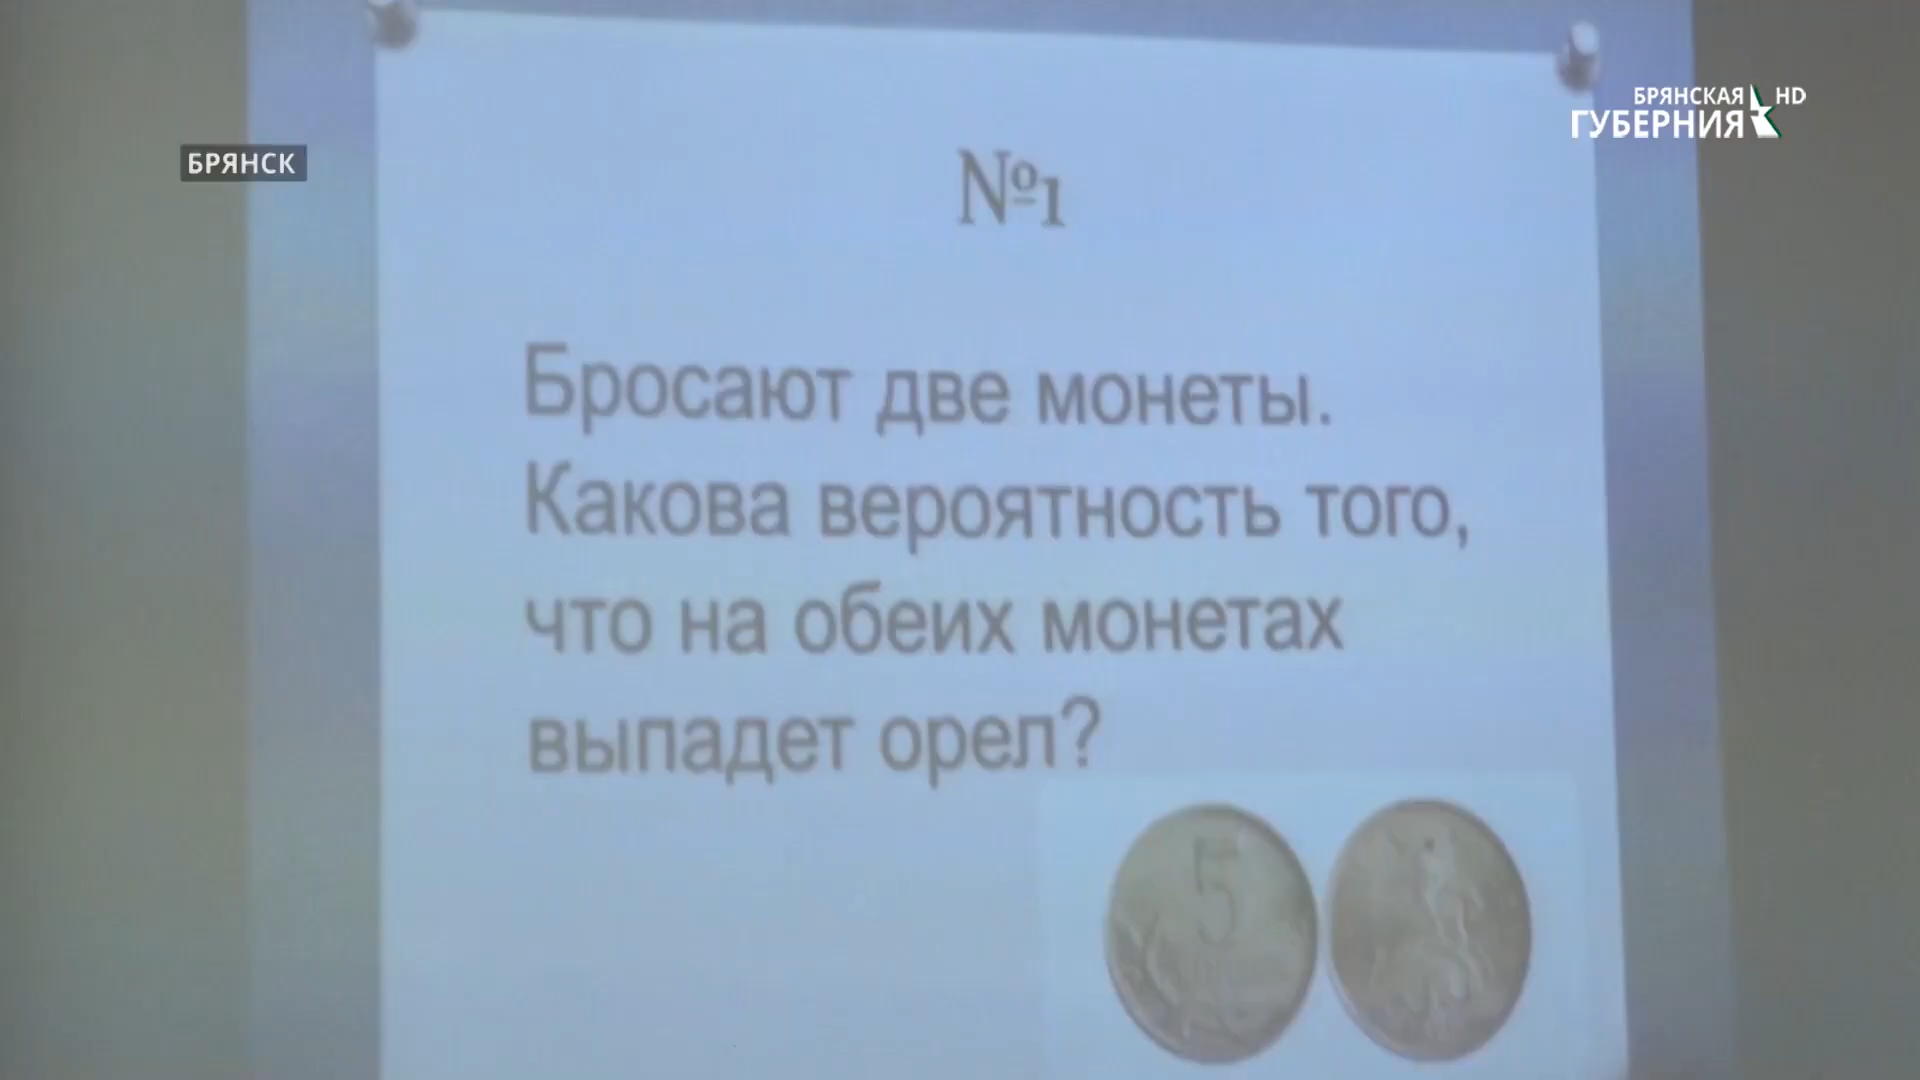 БРЯНСКАЯ HD
ГУБЕРНИЯ
БРЯНСК
№1
Бросают две монеты.
Какова вероятность того,
что на обеих монетах
выпадет орел?
5